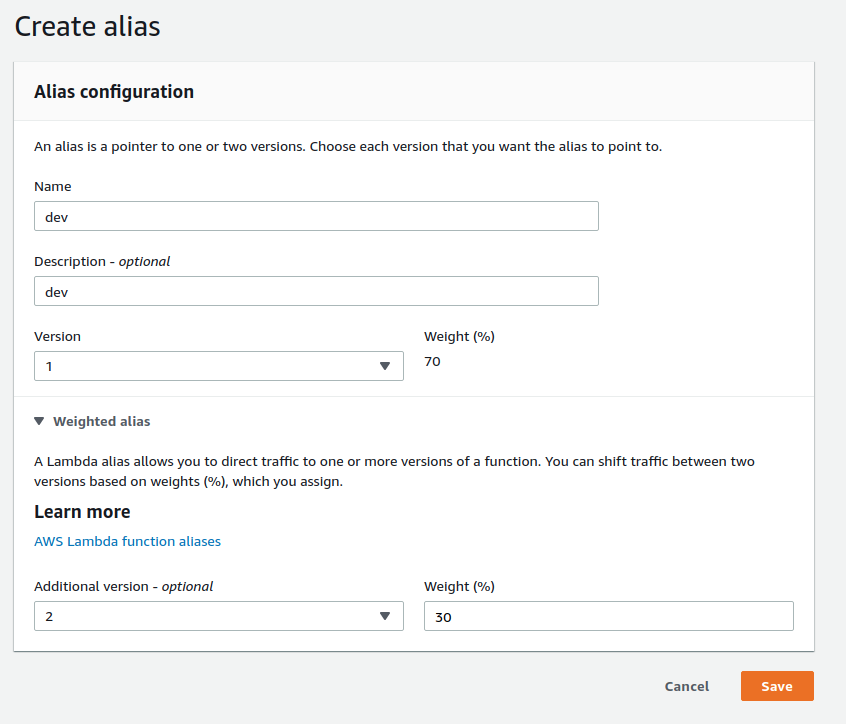 Create alias
Alias configuration
An alias is a pointer to one or two versions. Choose each version that you want the alias to point to.
Name
dev
Description - optional
dev
Version
Weight (%)
1
70
Weighted alias
A Lambda alias allows you to direct traffic to one or more versions of a function. You can shift traffic between two
versions based on weights (%), which you assign.
Learn more
AWS Lambda function aliases
Additional version - optional
Weight (%)
2
30
Cancel
Save